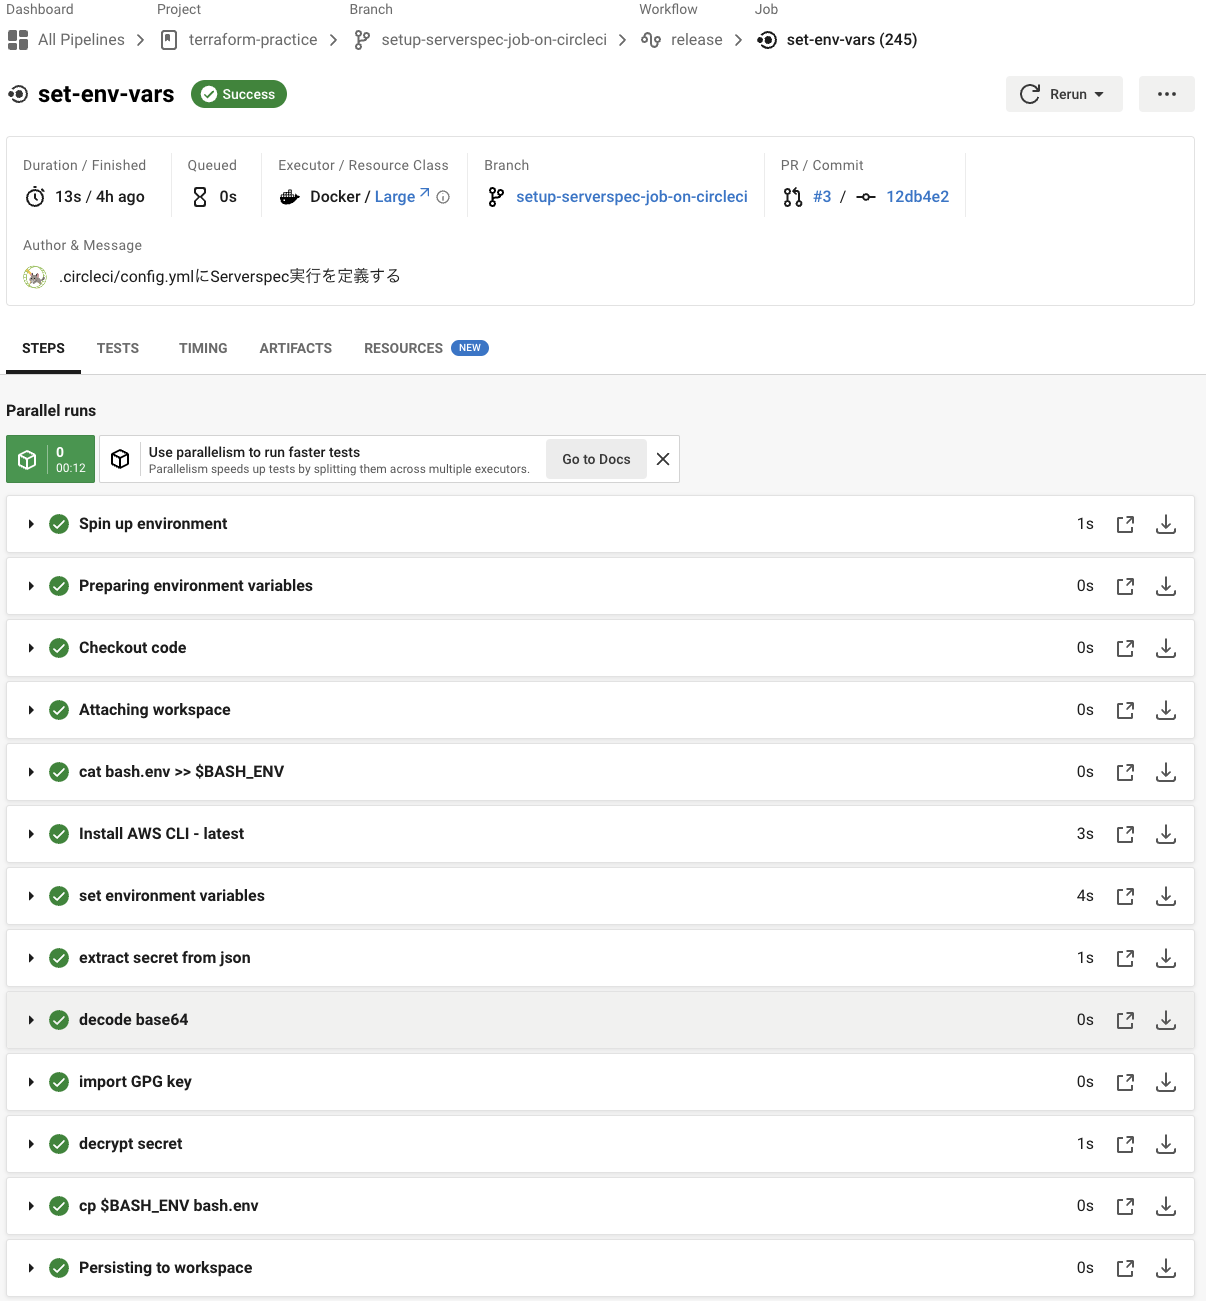 Dashboard Project Branch Workflow Job
All Pipelines terraform-practice setup-serverspec-job-on-circleci release set-env-vars (245)
set-env-vars Success Rerun
Duration / Finished Queued Executor / Resource Class Branch PR / Commit
13s / 4h ago 0s Docker / Large setup-serverspec-job-on-circleci #3 / 12db4e2
Author & Message
.circleci/config.ymlにServerspec実行を定義する
STEPS TESTS TIMING ARTIFACTS RESOURCES NEW
Parallel runs
0
00:12
Use parallelism to run faster tests
Parallelism speeds up tests by splitting them across multiple executors.
Go to Docs
Spin up environment 1s
Preparing environment variables 0s
Checkout code 0s
Attaching workspace 0s
cat bash.env >> $BASH_ENV 0s
Install AWS CLI - latest 3s
set environment variables 4s
extract secret from json 1s
decode base64 0s
import GPG key 0s
decrypt secret 1s
cp $BASH_ENV bash.env 0s
Persisting to workspace 0s